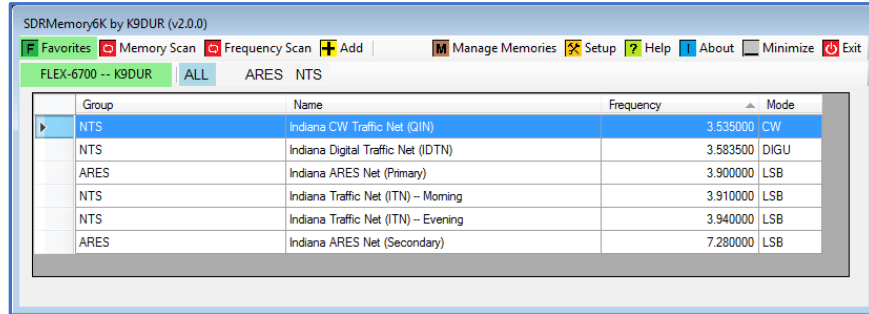 SDRMemory6K by K9DUR (v2.0.0)
F Favorites Memory Scan Frequency Scan Add M Manage Memories Setup ? Help I About Minimize Exit
FLEX-6700 -- K9DUR ALL ARES NTS
Group Name Frequency Mode
NTS Indiana CW Traffic Net (QIN) 3.535000 CW
NTS Indiana Digital Traffic Net (IDTN) 3.583500 DIGU
ARES Indiana ARES Net (Primary) 3.900000 LSB
NTS Indiana Traffic Net (ITN) -- Morning 3.910000 LSB
NTS Indiana Traffic Net (ITN) -- Evening 3.940000 LSB
ARES Indiana ARES Net (Secondary) 7.280000 LSB